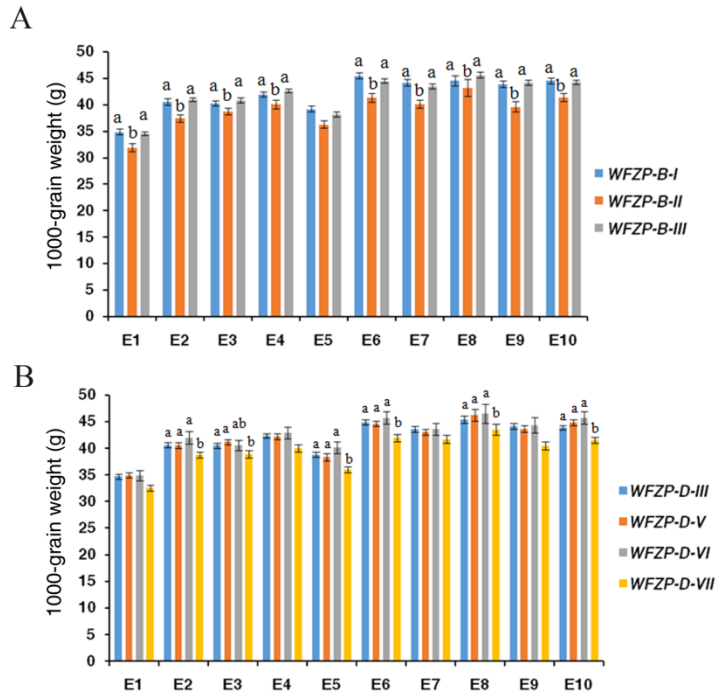 A
1000-grain weight (g)
50
45
40
35
30
25
20
15
10
5
0
a a a a a a a a a a a a a a a a a a
b b b b b b b b b
E1 E2 E3 E4 E5 E6 E7 E8 E9 E10
WFZP-B-I
WFZP-B-II
WFZP-B-III
B
1000-grain weight (g)
50
45
40
35
30
25
20
15
10
5
0
a a a b a a ab b a a a b a a a b a a a b a a a b
E1 E2 E3 E4 E5 E6 E7 E8 E9 E10
WFZP-D-III
WFZP-D-V
WFZP-D-VI
WFZP-D-VII